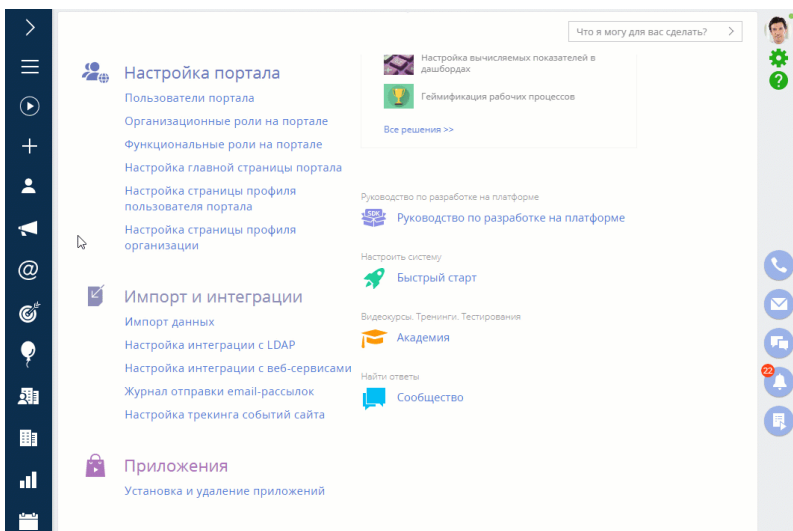 Что я могу для вас сделать?
Настройка портала
Пользователи портала
Организационные роли на портале
Функциональные роли на портале
Настройка главной страницы портала
Настройка страницы профиля
пользователя портала
Настройка страницы профиля
организации
Импорт и интеграции
Импорт данных
Настройка интеграции с LDAP
Настройка интеграции с веб-сервисами
Журнал отправки email-рассылок
Настройка трекинга событий сайта
Приложения
Установка и удаление приложений
Настройка вычисляемых показателей в
дашбордах
Геймификация рабочих процессов
Все решения >>
Руководство по разработке на платформе
SDK
Руководство по разработке на платформе
Настроить систему
Быстрый старт
Видеокурсы. Тренинги. Тестирования
Академия
Найти ответы
Сообщество
22